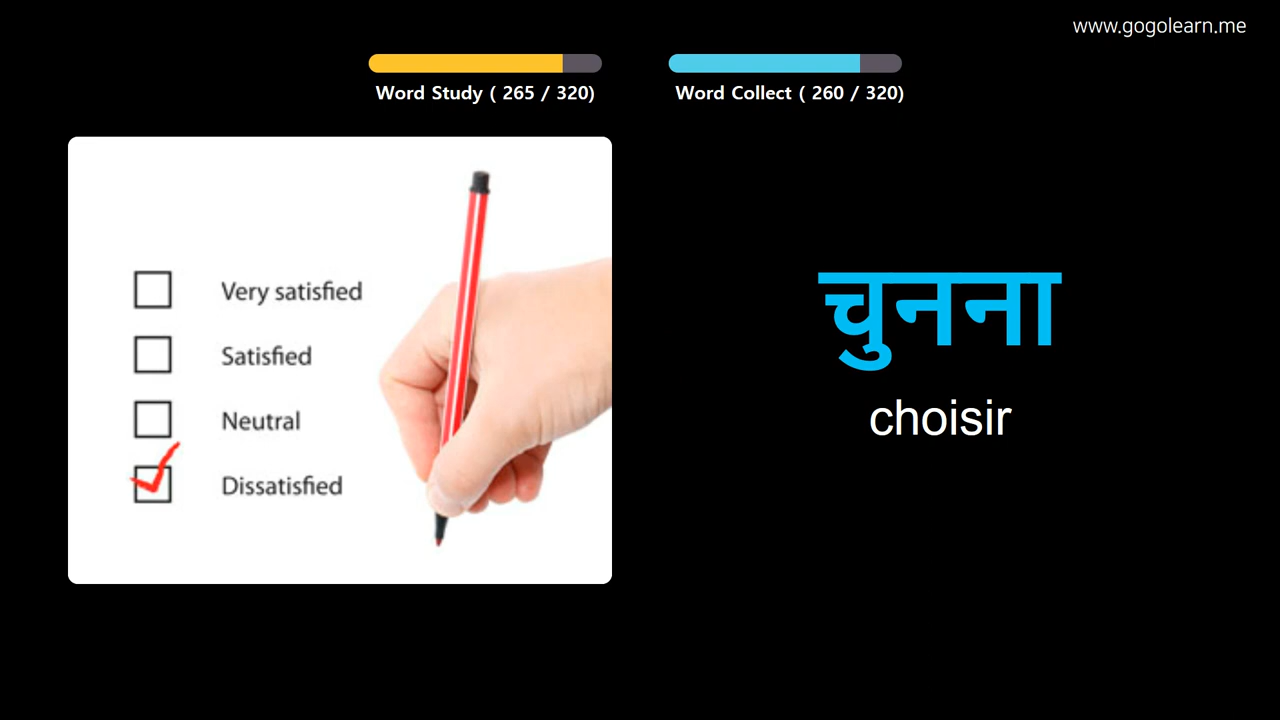 www.gogolearn.me
Word Study ( 265 / 320)
Word Collect ( 260 / 320)
Very satisfied
Satisfied
Neutral
Dissatisfied
चुनना
choisir